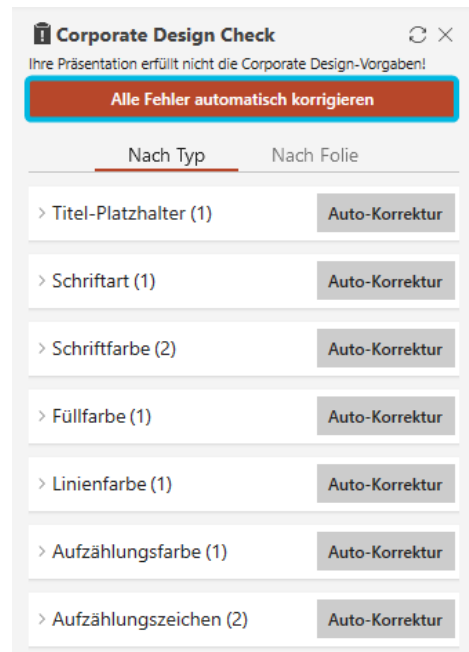 Corporate Design Check
Ihre Präsentation erfüllt nicht die Corporate Design-Vorgaben!
Alle Fehler automatisch korrigieren
Nach Typ Nach Folie
Titel-Platzhalter (1) Auto-Korrektur
Schriftart (1) Auto-Korrektur
Schriftfarbe (2) Auto-Korrektur
Füllfarbe (1) Auto-Korrektur
Linienfarbe (1) Auto-Korrektur
Aufzählungsfarbe (1) Auto-Korrektur
Aufzählungszeichen (2) Auto-Korrektur